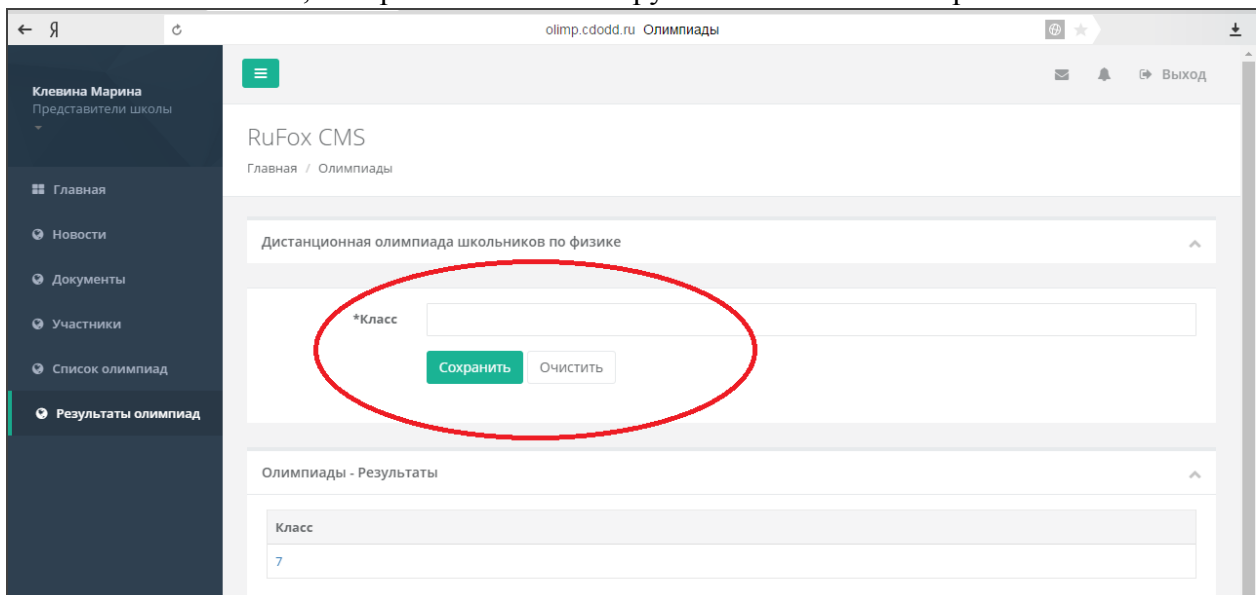 olimp.cdodd.ru Олимпиады
Клевина Марина
Представители школы
Выход
RuFox CMS
Главная / Олимпиады
Главная
Новости
Документы
Участники
Список олимпиад
Результаты олимпиад
Дистанционная олимпиада школьников по физике
*Класс
Сохранить
Очистить
Олимпиады - Результаты
Класс
7